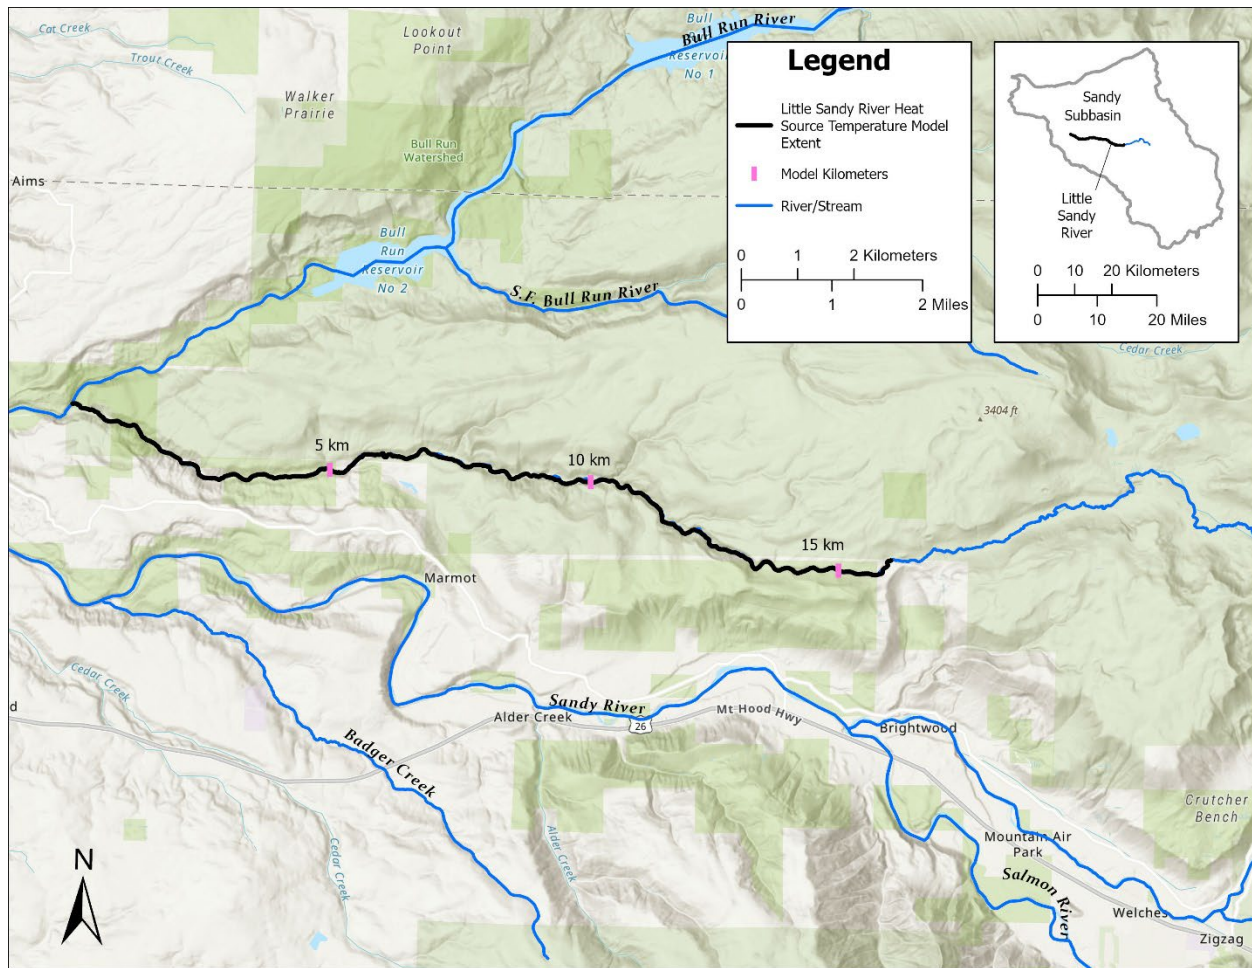 Cat Creek
Trout Creek
Lookout
Point
Walker
Prairie
Bull Run
Watershed
Aims
Bull
Run
Reservoir
No 1
Bull Run River
Bull
Run
Reservoir
No 2
S.F. Bull Run River
Legend
Little Sandy River Heat
Source Temperature Model
Extent
Model Kilometers
River/Stream
0 1 2 Kilometers
0 1 2 Miles
Sandy
Subbasin
Little
Sandy
River
0 10 20 Kilometers
0 10 20 Miles
Cedar Creek
3404 ft
5 km
10 km
15 km
Marmot
Cedar Creek
d
Sandy River
Alder Creek
26
Mt Hood Hwy
Brightwood
Badger Creek
Crutcher
Bench
Mountain Air
Park
Salmon River
Cedar Creek
Alder Creek
Welches
Zigzag
N